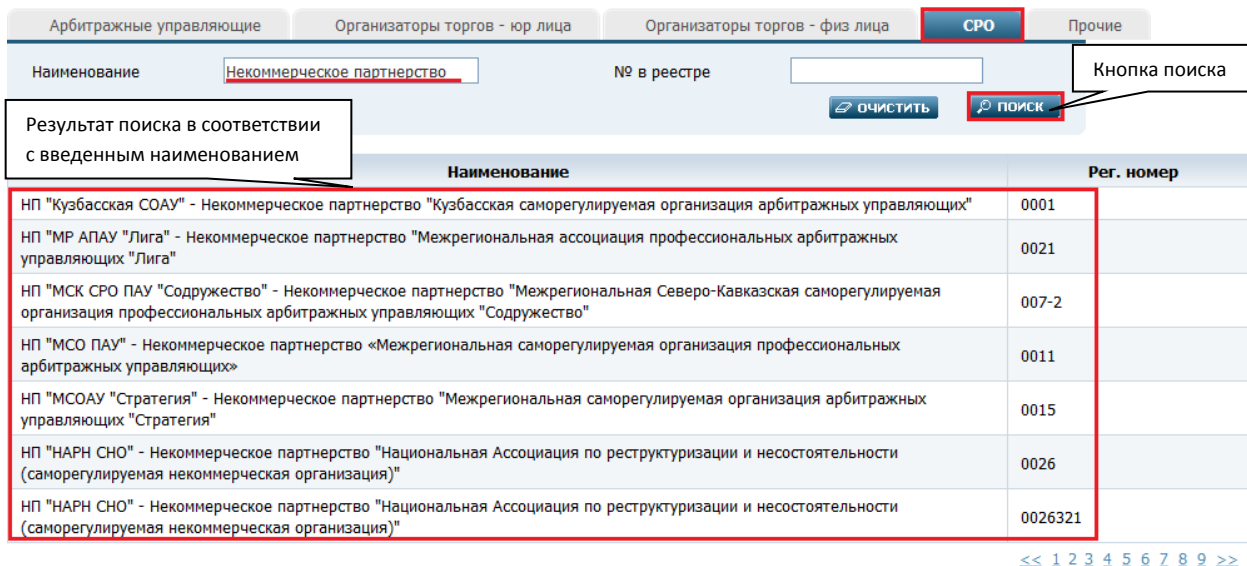 Арбитражные управляющие Организаторы торгов - юр лица Организаторы торгов - физ лица СРО Прочие
Наименование Некоммерческое партнерство № в реестре
Кнопка поиска
очистить поиск
Результат поиска в соответствии
с введенным наименованием
Наименование Рег. номер
НП "Кузбасская СОАУ" - Некоммерческое партнерство "Кузбасская саморегулируемая организация арбитражных управляющих" 0001
НП "МР АПАУ "Лига" - Некоммерческое партнерство "Межрегиональная ассоциация профессиональных арбитражных
управляющих "Лига" 0021
НП "МСК СРО ПАУ "Содружество" - Некоммерческое партнерство "Межрегиональная Северо-Кавказская саморегулируемая
организация профессиональных арбитражных управляющих "Содружество" 007-2
НП "МСО ПАУ" - Некоммерческое партнерство «Межрегиональная саморегулируемая организация профессиональных
арбитражных управляющих» 0011
НП "МСОАУ "Стратегия" - Некоммерческое партнерство "Межрегиональная саморегулируемая организация арбитражных
управляющих "Стратегия" 0015
НП "НАРН СНО" - Некоммерческое партнерство "Национальная Ассоциация по реструктуризации и несостоятельности
(саморегулируемая некоммерческая организация)" 0026
НП "НАРН СНО" - Некоммерческое партнерство "Национальная Ассоциация по реструктуризации и несостоятельности
(саморегулируемая некоммерческая организация)" 0026321
<< 1 2 3 4 5 6 7 8 9 >>